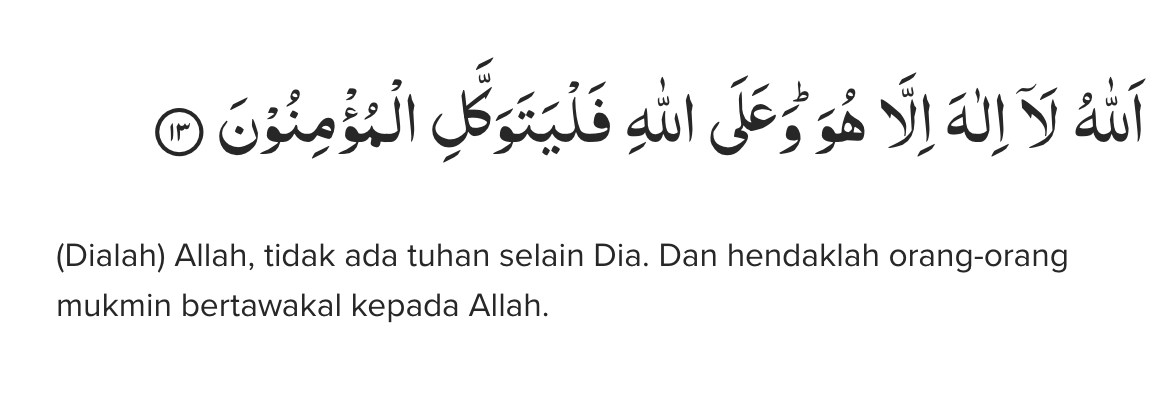 اَللّٰهُ لَآ اِلٰهَ اِلَّا هُوَۗ وَعَلَى اللّٰهِ فَلْيَتَوَكَّلِ الْمُؤْمِنُوْنَ ١٣
(Dialah) Allah, tidak ada tuhan selain Dia. Dan hendaklah orang-orang
mukmin bertawakal kepada Allah.